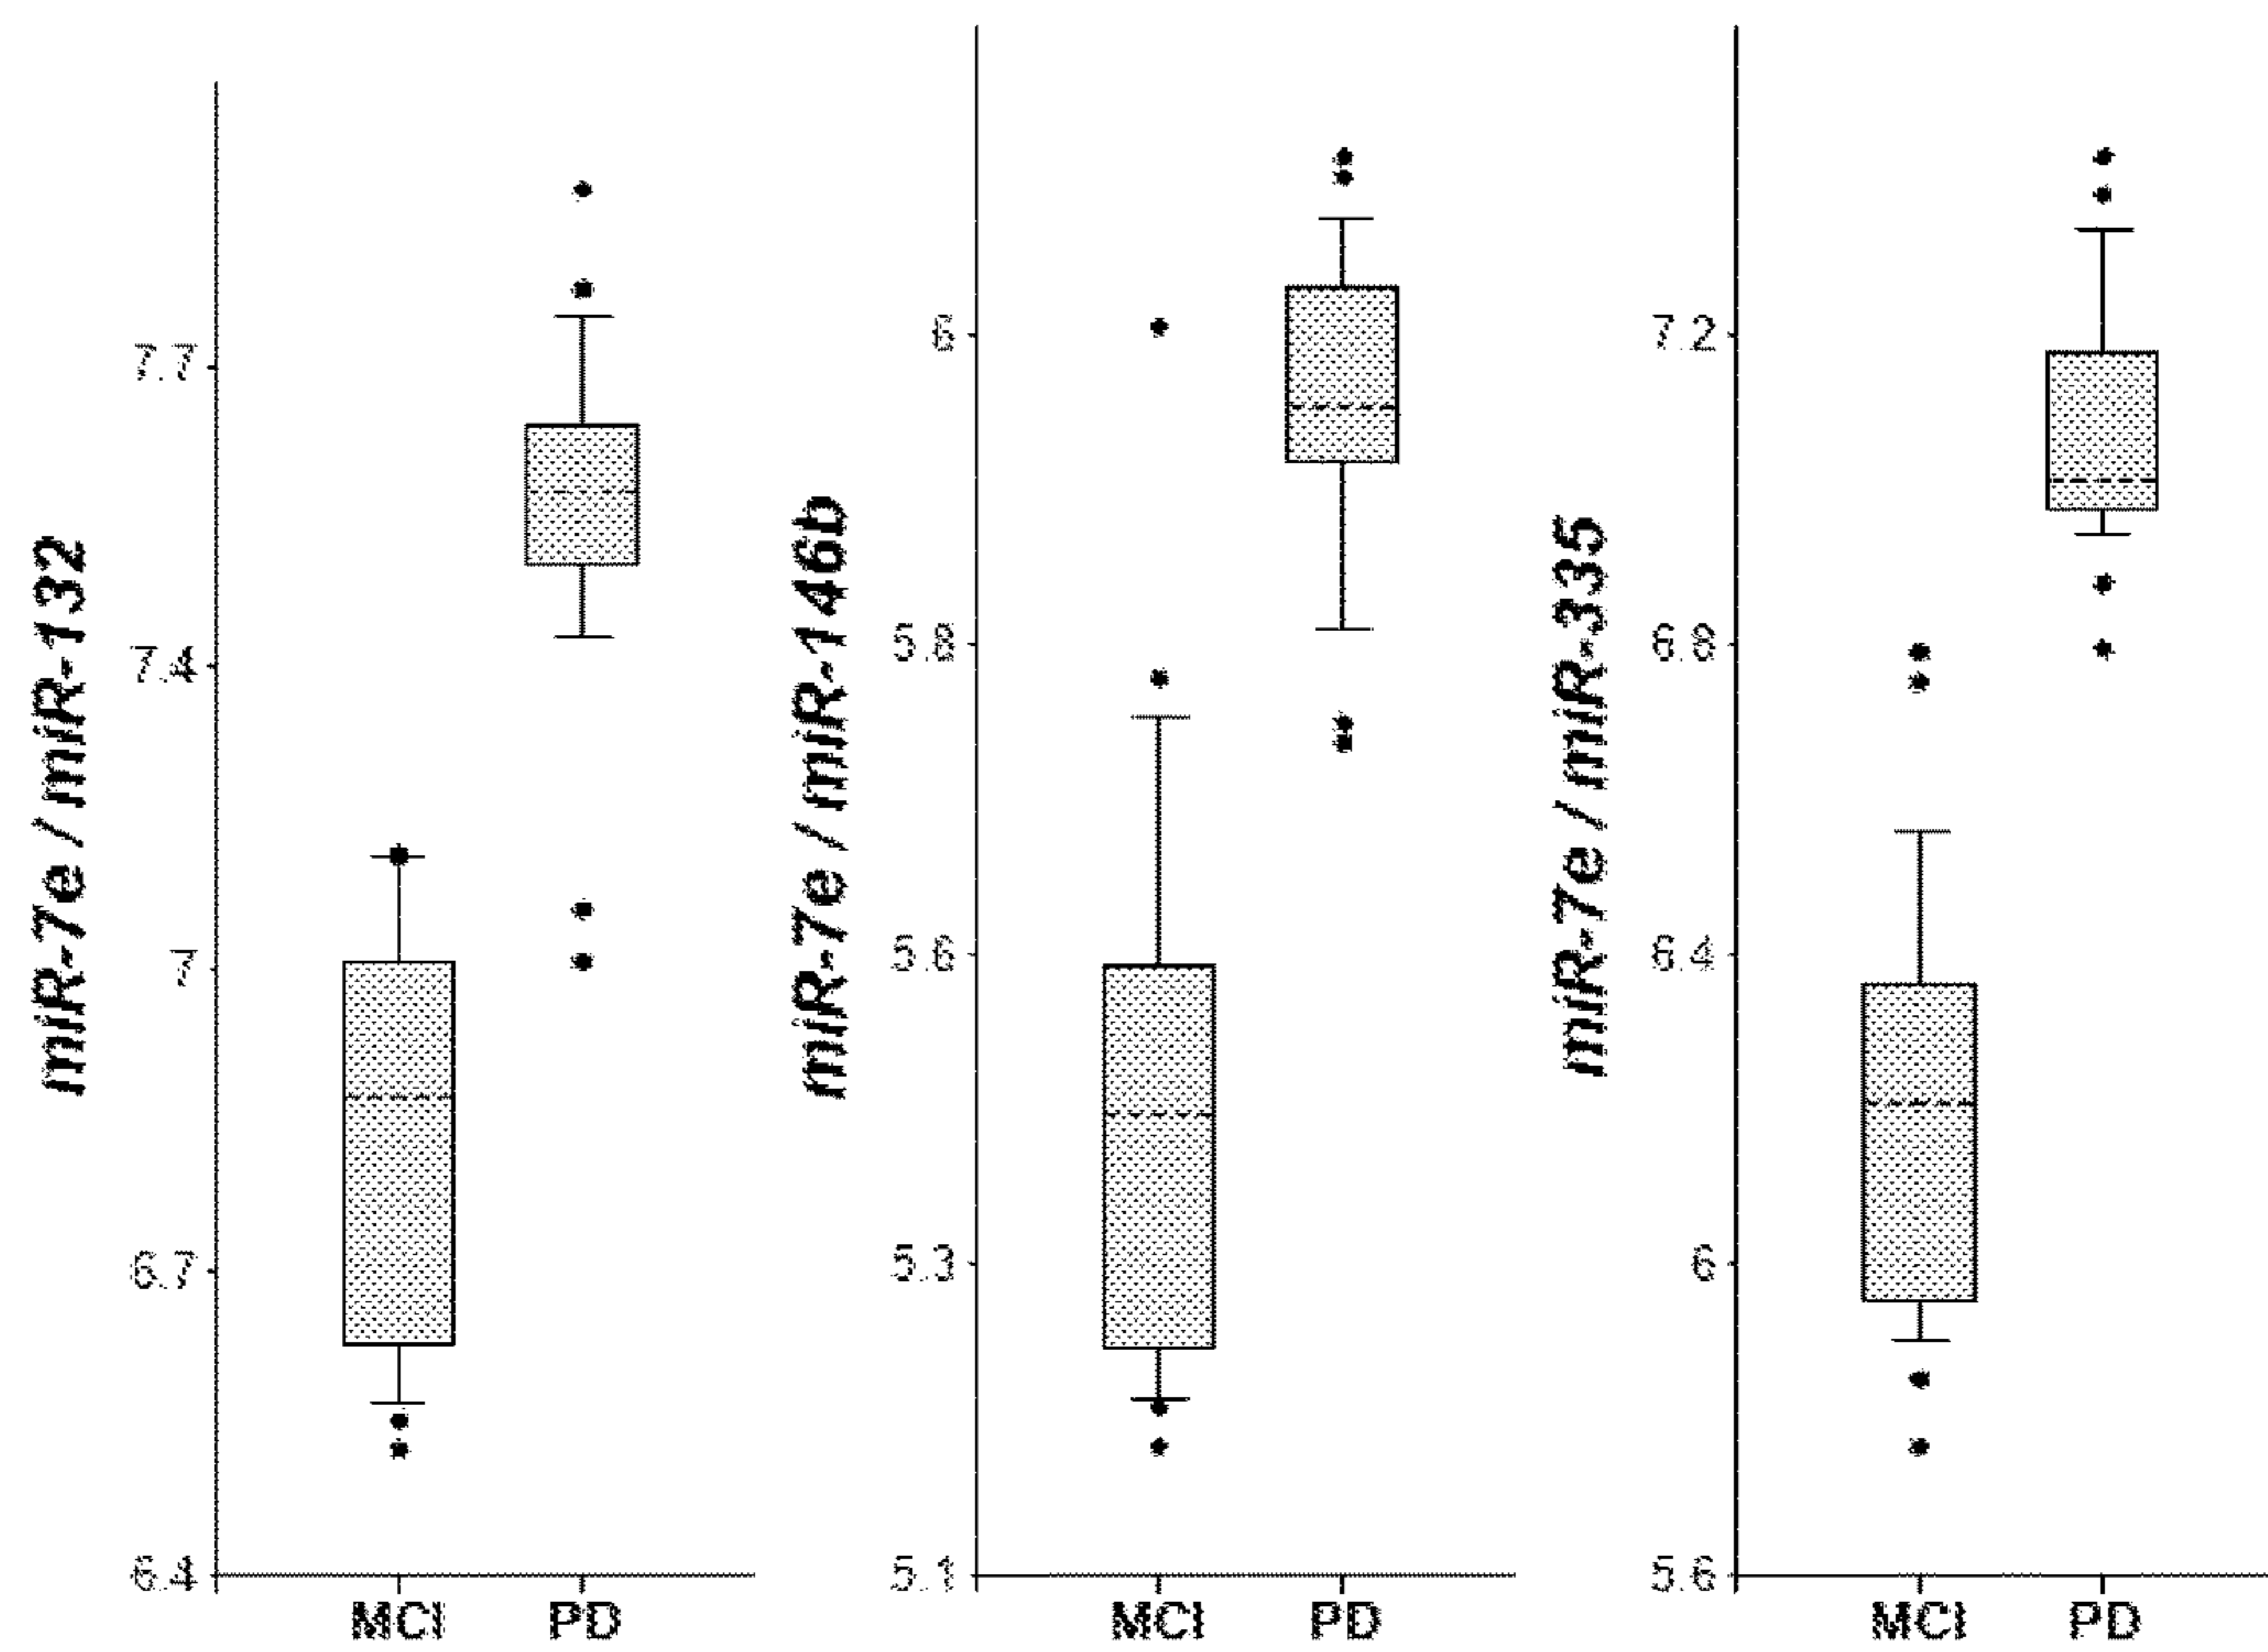 miR-7e / miR-132
7.7
7.4
7
6.7
6.4
MCI PD
miR-7e / miR-146b
6
5.8
5.6
5.3
5.1
MCI PD
miR-7e / miR-335
7.2
6.8
6.4
6
5.6
MCI PD